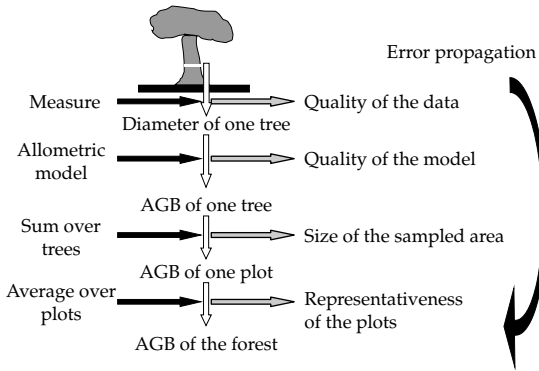 Error propagation
Measure
Quality of the data
Diameter of one tree
Allometric
model
Quality of the model
AGB of one tree
Sum over
trees
Size of the sampled area
AGB of one plot
Average over
plots
Representativeness
of the plots
AGB of the forest